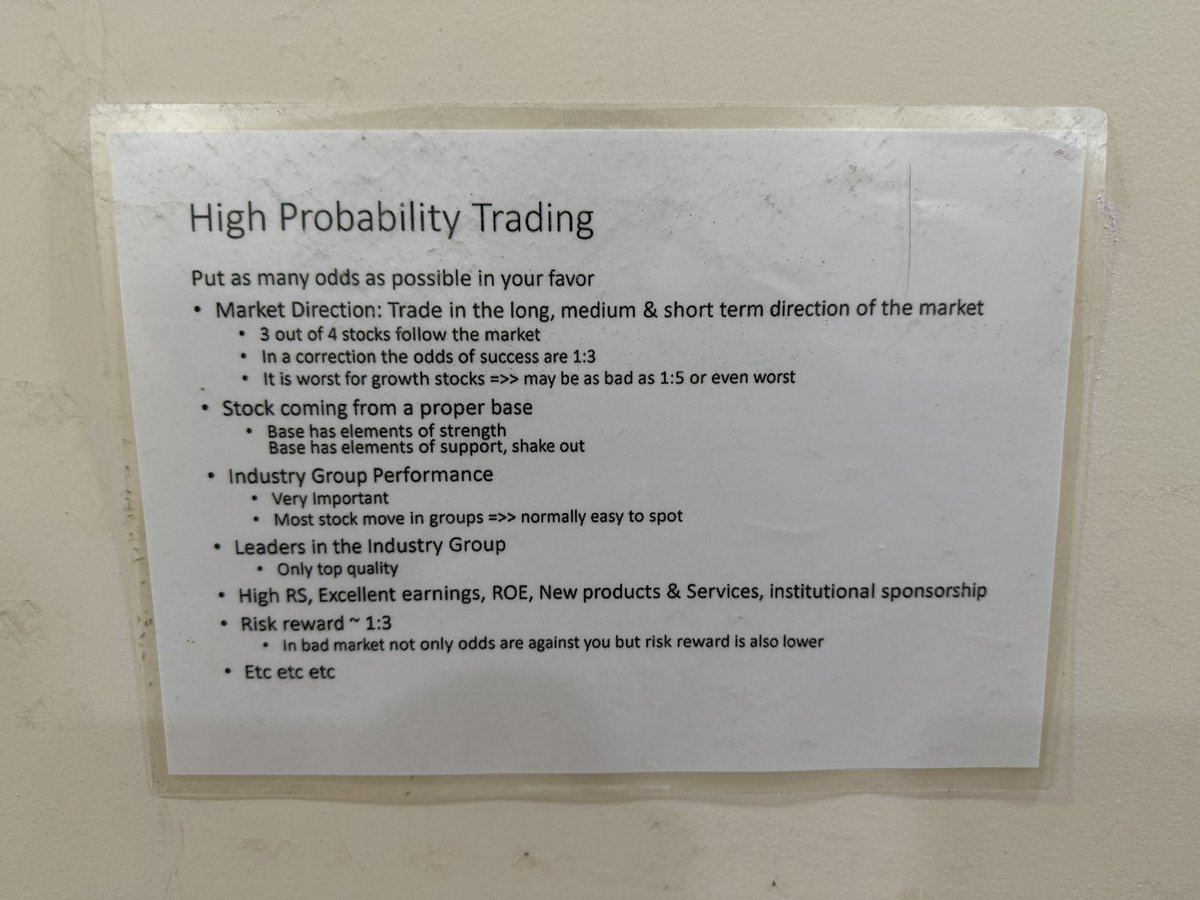 High Probability Trading
Put as many odds as possible in your favor
• Market Direction: Trade in the long, medium & short term direction of the market
• 3 out of 4 stocks follow the market
• In a correction the odds of success are 1:3
• It is worst for growth stocks =>> may be as bad as 1:5 or even worst
• Stock coming from a proper base
• Base has elements of strength
Base has elements of support, shake out
• Industry Group Performance
• Very Important
• Most stock move in groups =>> normally easy to spot
• Leaders in the Industry Group
• Only top quality
• High RS, Excellent earnings, ROE, New products & Services, institutional sponsorship
• Risk reward ~ 1:3
• In bad market not only odds are against you but risk reward is also lower
• Etc etc etc